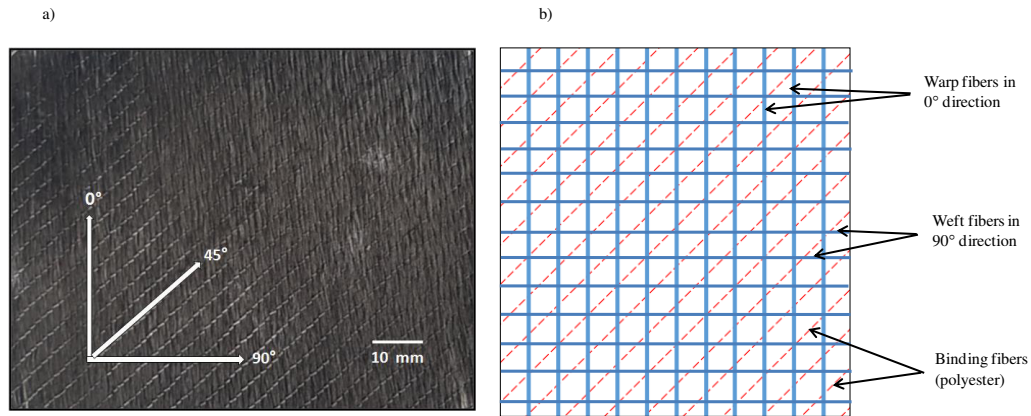 a)
b)
0°
45°
90°
10 mm
Warp fibers in
0° direction
Weft fibers in
90° direction
Binding fibers
(polyester)